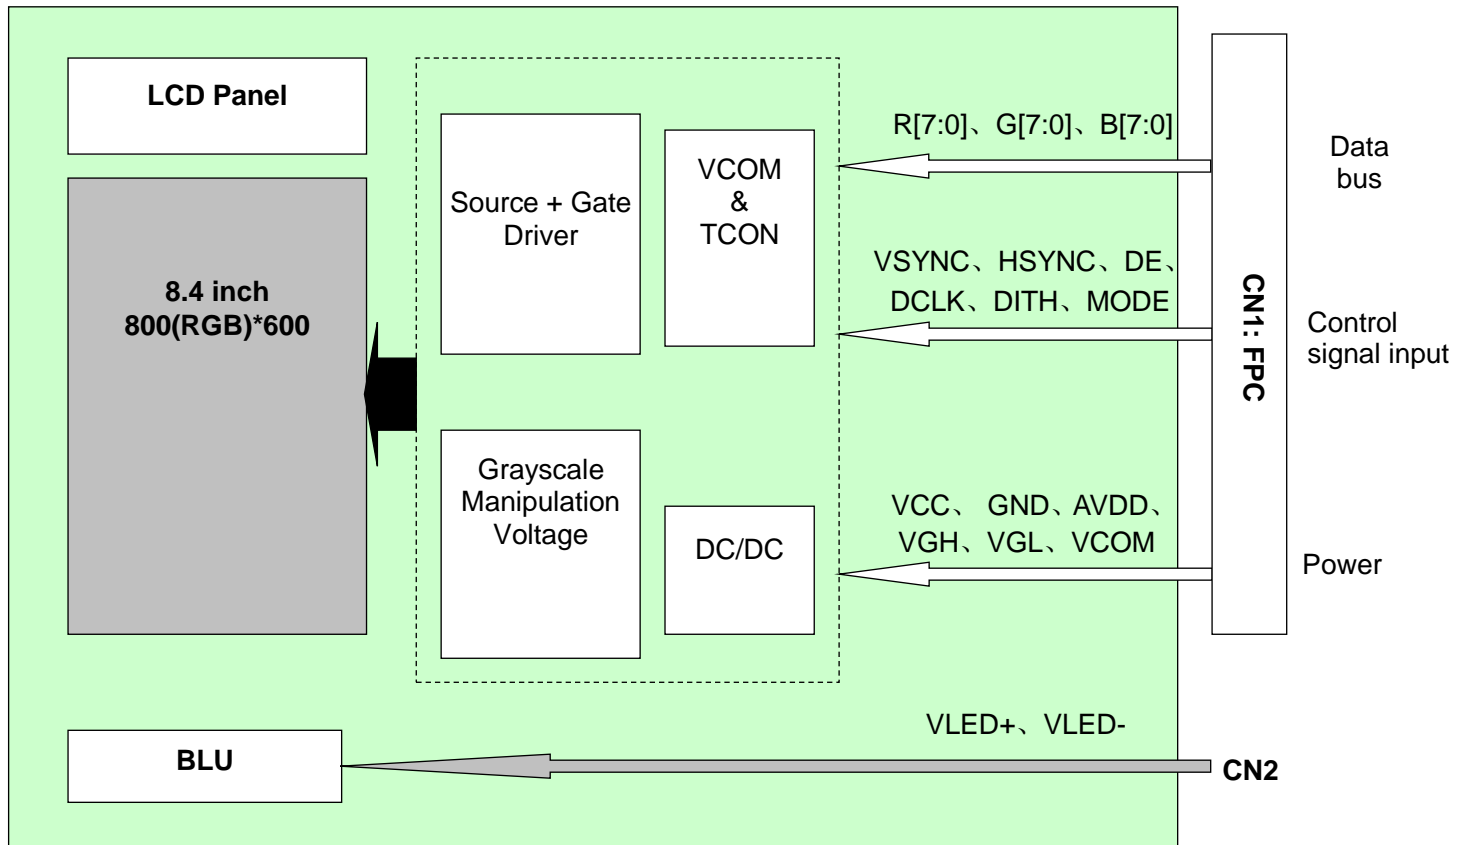 LCD Panel
8.4 inch
800(RGB)*600
Source + Gate
Driver
VCOM
&
TCON
Grayscale
Manipulation
Voltage
DC/DC
R[7:0]、G[7:0]、B[7:0]
VSYNC、HSYNC、DE、
DCLK、DITH、MODE
VCC、 GND、AVDD、
VGH、VGL、VCOM
CN1: FPC
Data
bus
Control
signal input
Power
BLU
VLED+、VLED-
CN2